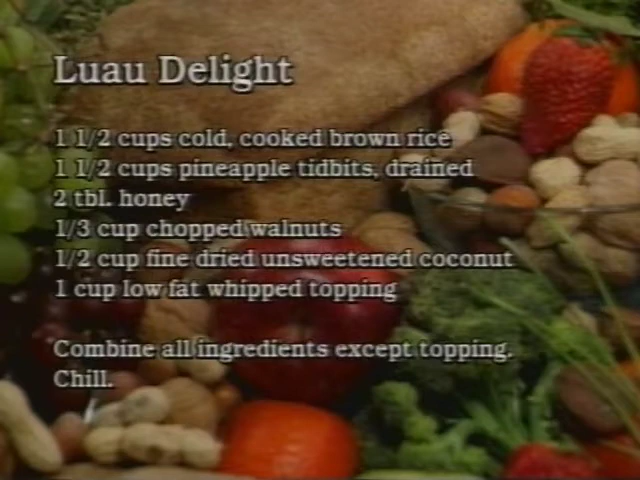 Luau Delight
1 1/2 cups cold, cooked brown rice
1 1/2 cups pineapple tidbits, drained
2 tbl. honey
1/3 cup chopped walnuts
1/2 cup fine dried unsweetened coconut
1 cup low fat whipped topping
Combine all ingredients except topping.
Chill.